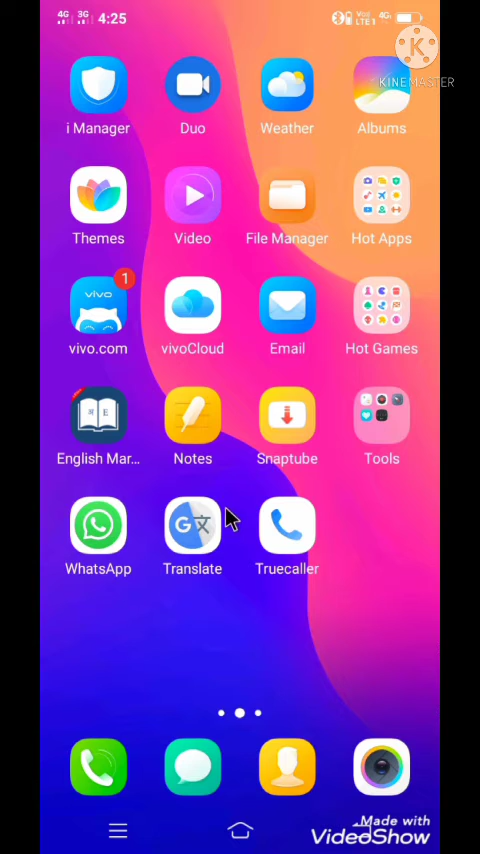 4G 3G 4:25 VoD LTE1 4G
KINEMASTER
i Manager Duo Weather Albums
Themes Video File Manager Hot Apps
1
vivo
vivo.com vivoCloud Email Hot Games
English Mar... Notes Snaptube Tools
WhatsApp Translate Truecaller
Made with
VideoShow